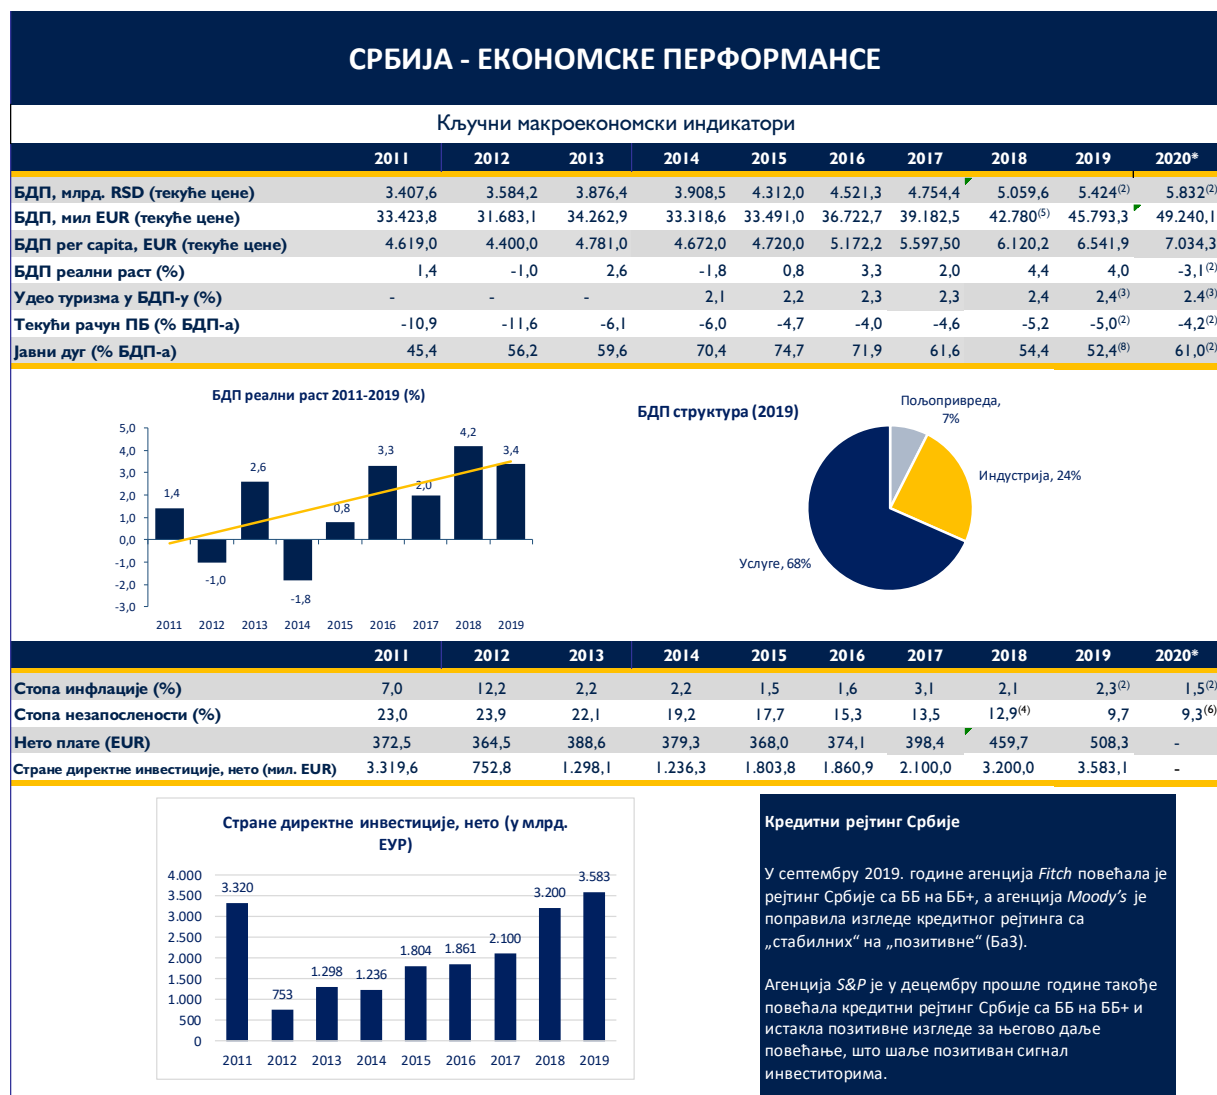 СРБИЈА - ЕКОНОМСКЕ ПЕРФОРМАНСЕ
Кључни макроекономски индикатори
2011 2012 2013 2014 2015 2016 2017 2018 2019 2020*
БДП, млрд. RSD (текуће цене) 3.407,6 3.584,2 3.876,4 3.908,5 4.312,0 4.521,3 4.754,4 5.059,6 5.424(2) 5.832(2)
БДП, мил EUR (текуће цене) 33.423,8 31.683,1 34.262,9 33.318,6 33.491,0 36.722,7 39.182,5 42.780(5) 45.793,3 49.240,1
БДП per capita, EUR (текуће цене) 4.619,0 4.400,0 4.781,0 4.672,0 4.720,0 5.172,2 5.597,50 6.120,2 6.541,9 7.034,3
БДП реални раст (%) 1,4 -1,0 2,6 -1,8 0,8 3,3 2,0 4,4 4,0 -3,1(2)
Удео туризма у БДП-у (%) - - - 2,1 2,2 2,3 2,3 2,4 2,4(3) 2.4(3)
Текући рачун ПБ (% БДП-а) -10,9 -11,6 -6,1 -6,0 -4,7 -4,0 -4,6 -5,2 -5,0(2) -4,2(2)
Јавни дуг (% БДП-а) 45,4 56,2 59,6 70,4 74,7 71,9 61,6 54,4 52,4(8) 61,0(2)
БДП реални раст 2011-2019 (%)
5,0
4,0
3,0
2,0
1,0
0,0
-1,0
-2,0
-3,0
1,4 -1,0 2,6 -1,8 0,8 3,3 2,0 4,2 3,4
2011 2012 2013 2014 2015 2016 2017 2018 2019
БДП структура (2019)
Пољопривреда,
7%
Индустрија, 24%
Услуге, 68%
2011 2012 2013 2014 2015 2016 2017 2018 2019 2020*
Стопа инфлације (%) 7,0 12,2 2,2 2,2 1,5 1,6 3,1 2,1 2,3(2) 1,5(2)
Стопа незапослености (%) 23,0 23,9 22,1 19,2 17,7 15,3 13,5 12,9(4) 9,7 9,3(6)
Нето плате (EUR) 372,5 364,5 388,6 379,3 368,0 374,1 398,4 459,7 508,3 -
Стране директне инвестиције, нето (мил. EUR) 3.319,6 752,8 1.298,1 1.236,3 1.803,8 1.860,9 2.100,0 3.200,0 3.583,1 -
Стране директне инвестиције, нето (у млрд.
ЕУР)
4.000
3.500
3.000
2.500
2.000
1.500
1.000
500
0
3.320 753 1.298 1.236 1.804 1.861 2.100 3.200 3.583
2011 2012 2013 2014 2015 2016 2017 2018 2019
Кредитни рејтинг Србије
У септембру 2019. године агенција Fitch повећала је
рејтинг Србије са ББ на ББ+, а агенција Moody's је
поправила изгледе кредитног рејтинга са
„стабилних“ на „позитивне“ (Ба3).
Агенција S&P је у децембру прошле године такође
повећала кредитни рејтинг Србије са ББ на ББ+ и
истакла позитивне изгледе за његово даље
повећање, што шаље позитиван сигнал
инвеститорима.